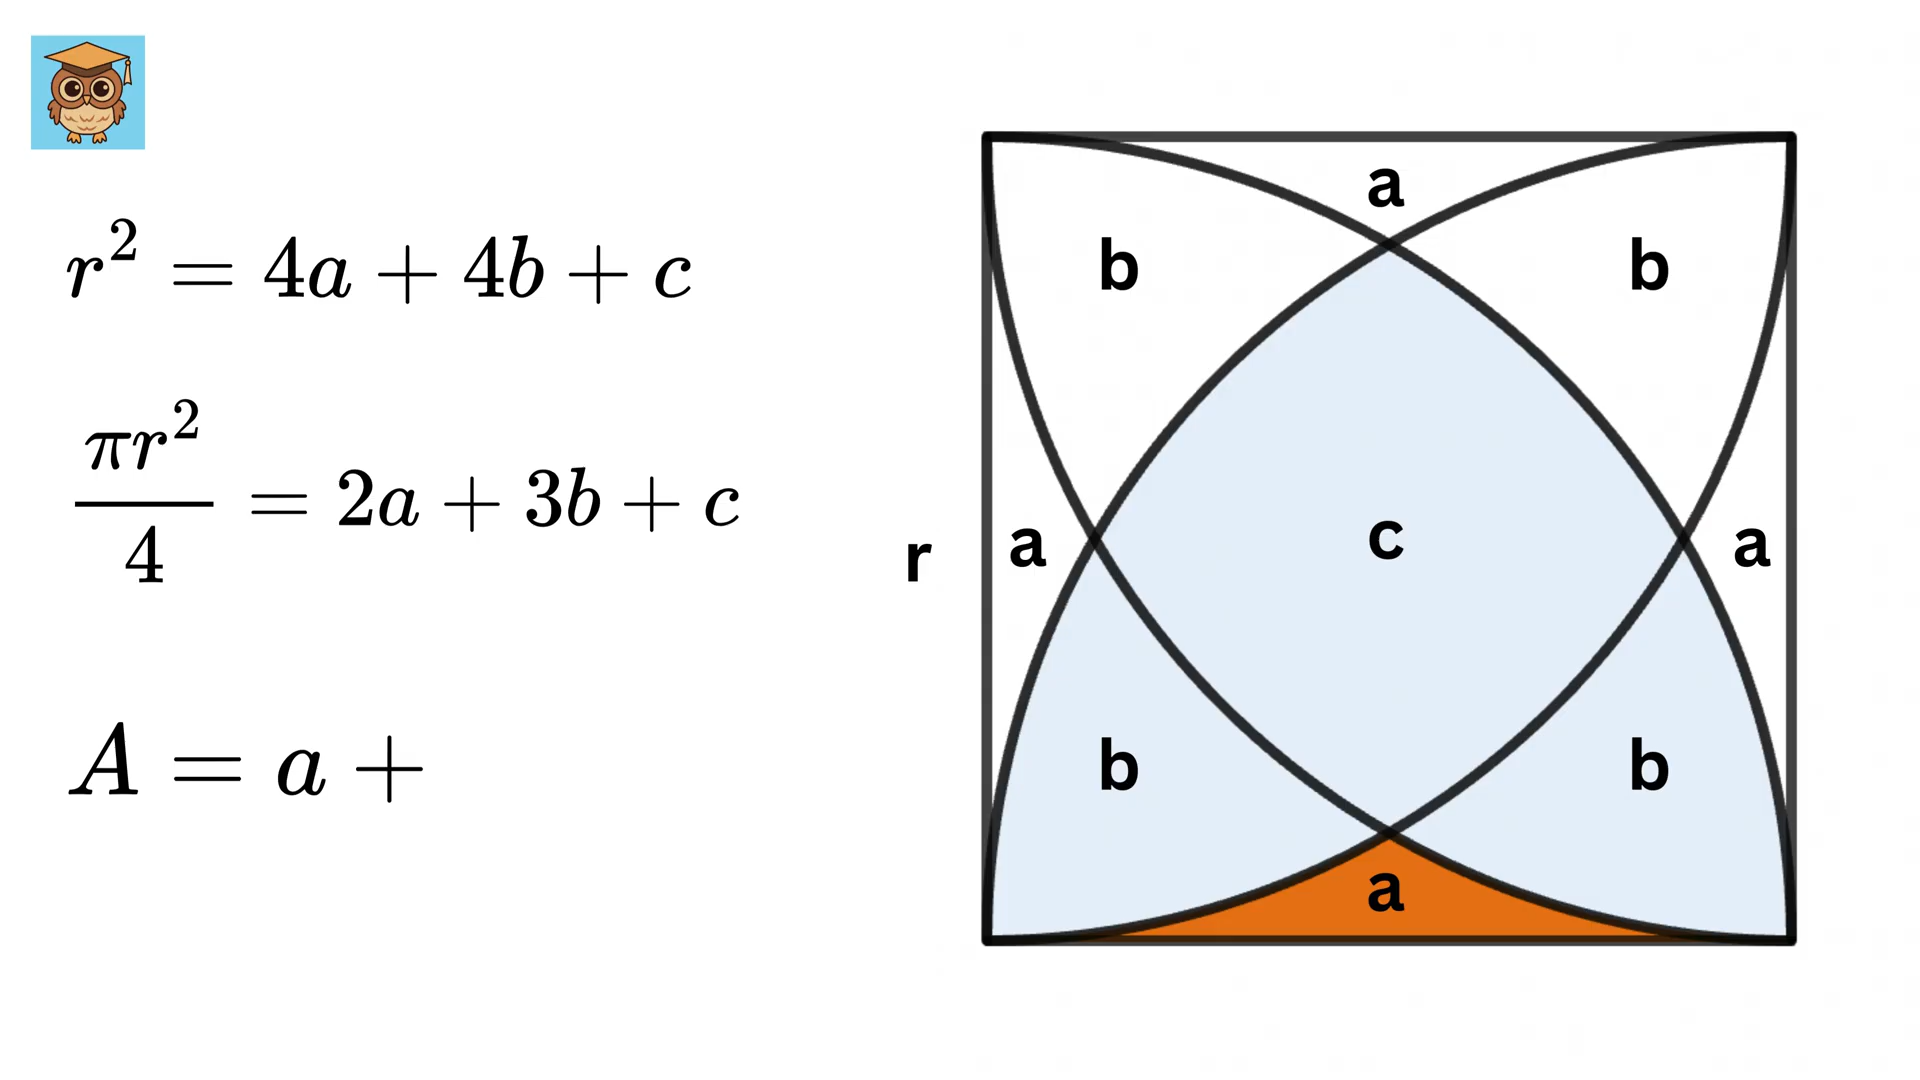 r² = 4a + 4b + c
πr²/4 = 2a + 3b + c
A = a +
a
b b
r a c a
b b
a